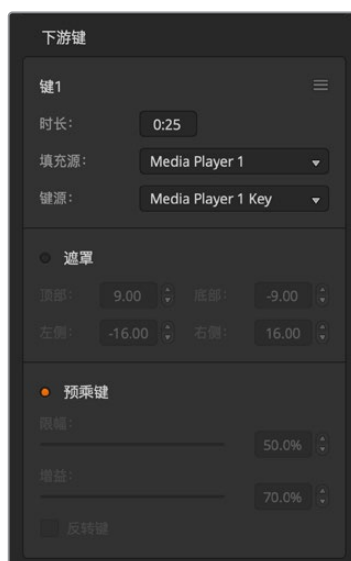 下游键
键1
时长： 0:25
填充源： Media Player 1
键源： Media Player 1 Key
遮罩
顶部： 9.00 底部： -9.00
左侧： -16.00 右侧： 16.00
预乘键
限幅：
50.0%
增益：
70.0%
反转键